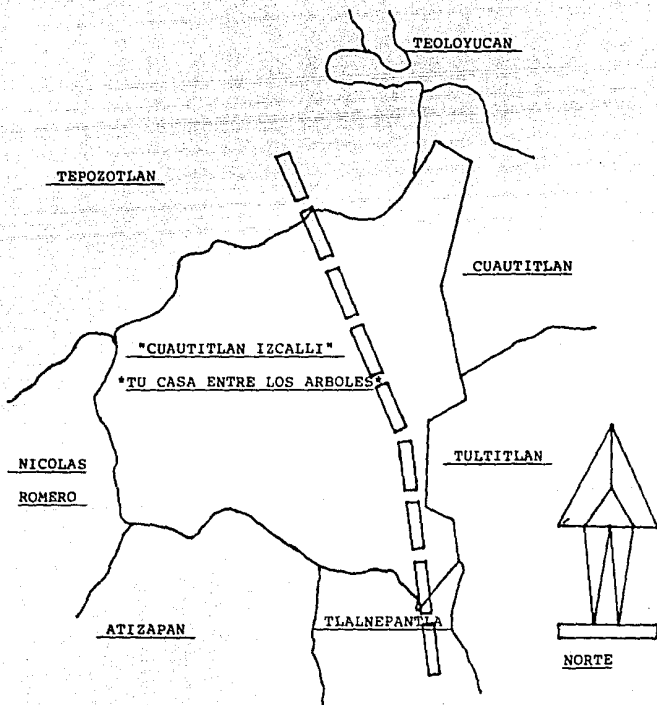 TEOLOYUCAN
TEPOZOTLAN
CUAUTITLAN
"CUAUTITLAN IZCALLI"
*TU CASA ENTRE LOS ARBOLES*
TULTITLAN
NICOLAS
ROMERO
TLALNEPANTLA
ATIZAPAN
NORTE